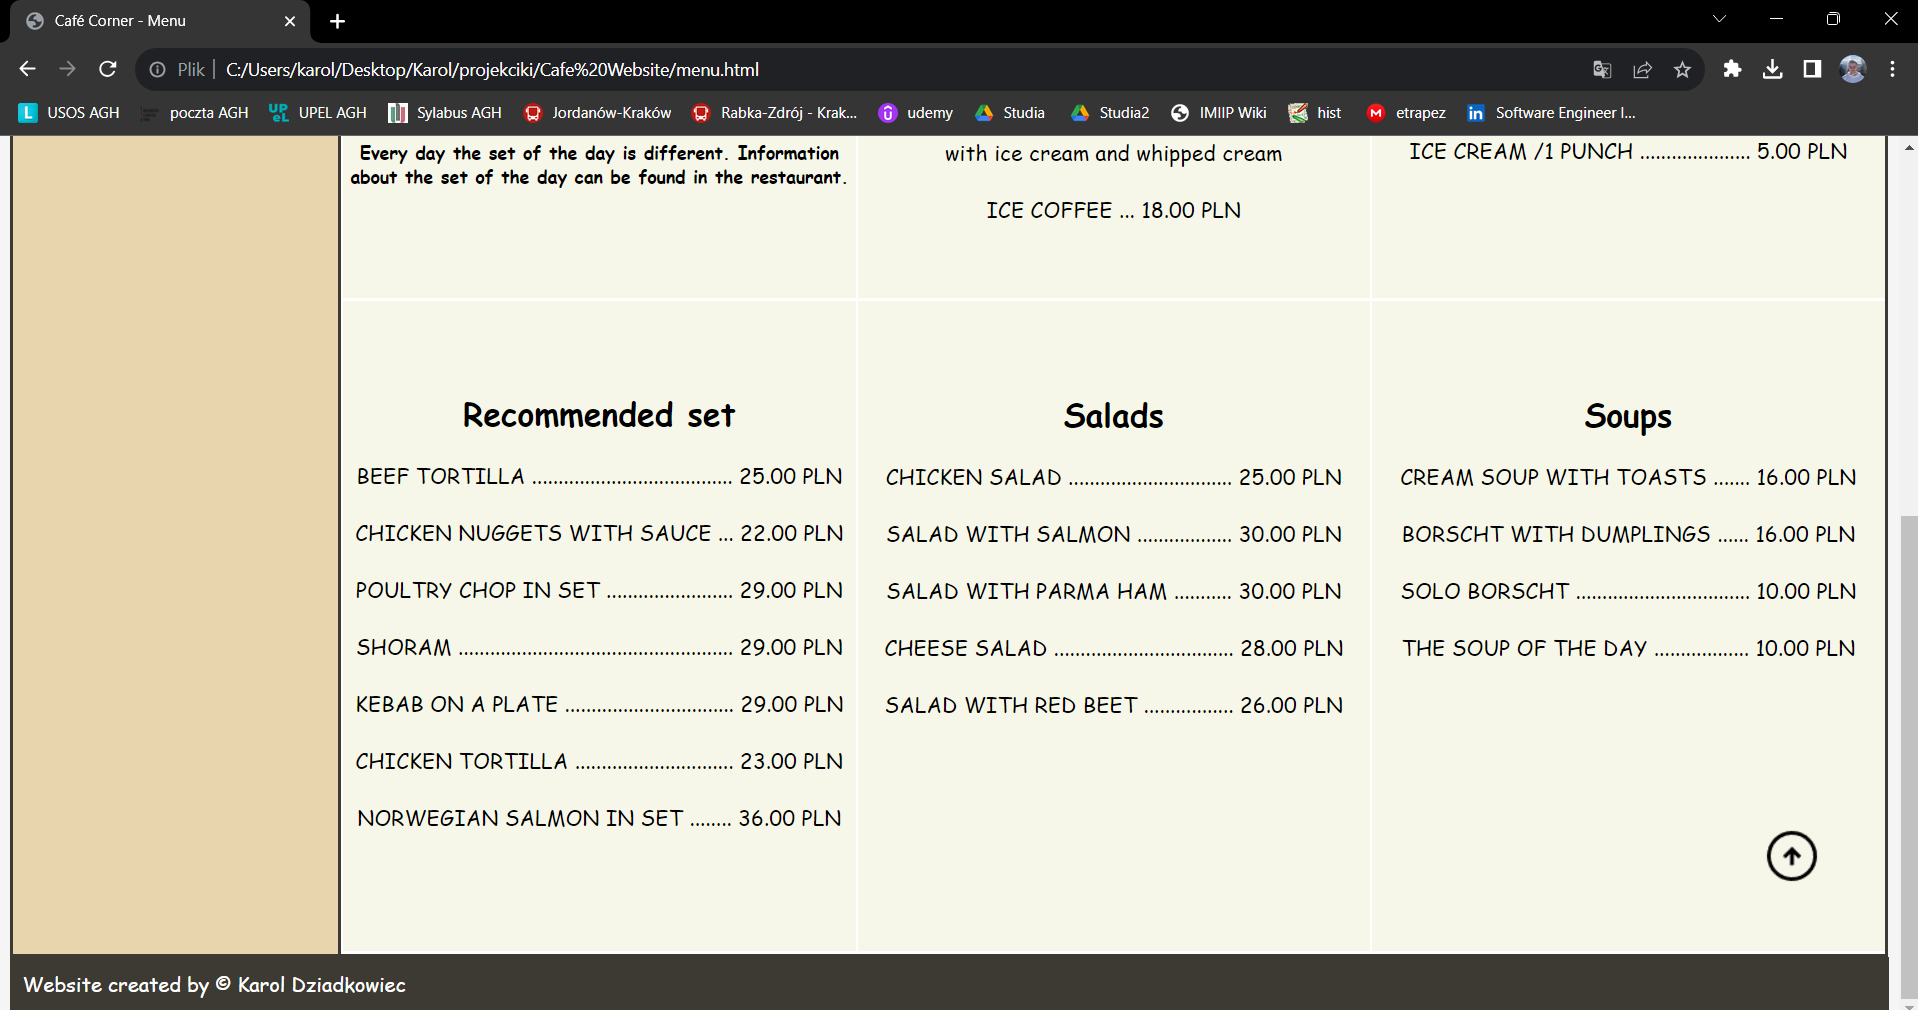 Café Corner - Menu
Plik
C:/Users/karol/Desktop/Karol/projekciki/Cafe%20Website/menu.html
L USOS AGH
poczta AGH
UPeL UPEL AGH
Sylabus AGH
Jordanów-Kraków
Rabka-Zdrój - Krak...
udemy
Studia
Studia2
IMIIP Wiki
hist
M etrapez
in Software Engineer I...
Every day the set of the day is different. Information
about the set of the day can be found in the restaurant.
with ice cream and whipped cream
ICE COFFEE ... 18.00 PLN
ICE CREAM /1 PUNCH ..................... 5.00 PLN
Recommended set
BEEF TORTILLA ...................................... 25.00 PLN
CHICKEN NUGGETS WITH SAUCE ... 22.00 PLN
POULTRY CHOP IN SET ........................ 29.00 PLN
SHORAM .................................................... 29.00 PLN
KEBAB ON A PLATE ................................ 29.00 PLN
CHICKEN TORTILLA .............................. 23.00 PLN
NORWEGIAN SALMON IN SET ........ 36.00 PLN
Salads
CHICKEN SALAD ............................... 25.00 PLN
SALAD WITH SALMON .................. 30.00 PLN
SALAD WITH PARMA HAM ........... 30.00 PLN
CHEESE SALAD .................................. 28.00 PLN
SALAD WITH RED BEET ................. 26.00 PLN
Soups
CREAM SOUP WITH TOASTS ....... 16.00 PLN
BORSCHT WITH DUMPLINGS ...... 16.00 PLN
SOLO BORSCHT ................................. 10.00 PLN
THE SOUP OF THE DAY .................. 10.00 PLN
Website created by © Karol Dziadkowiec